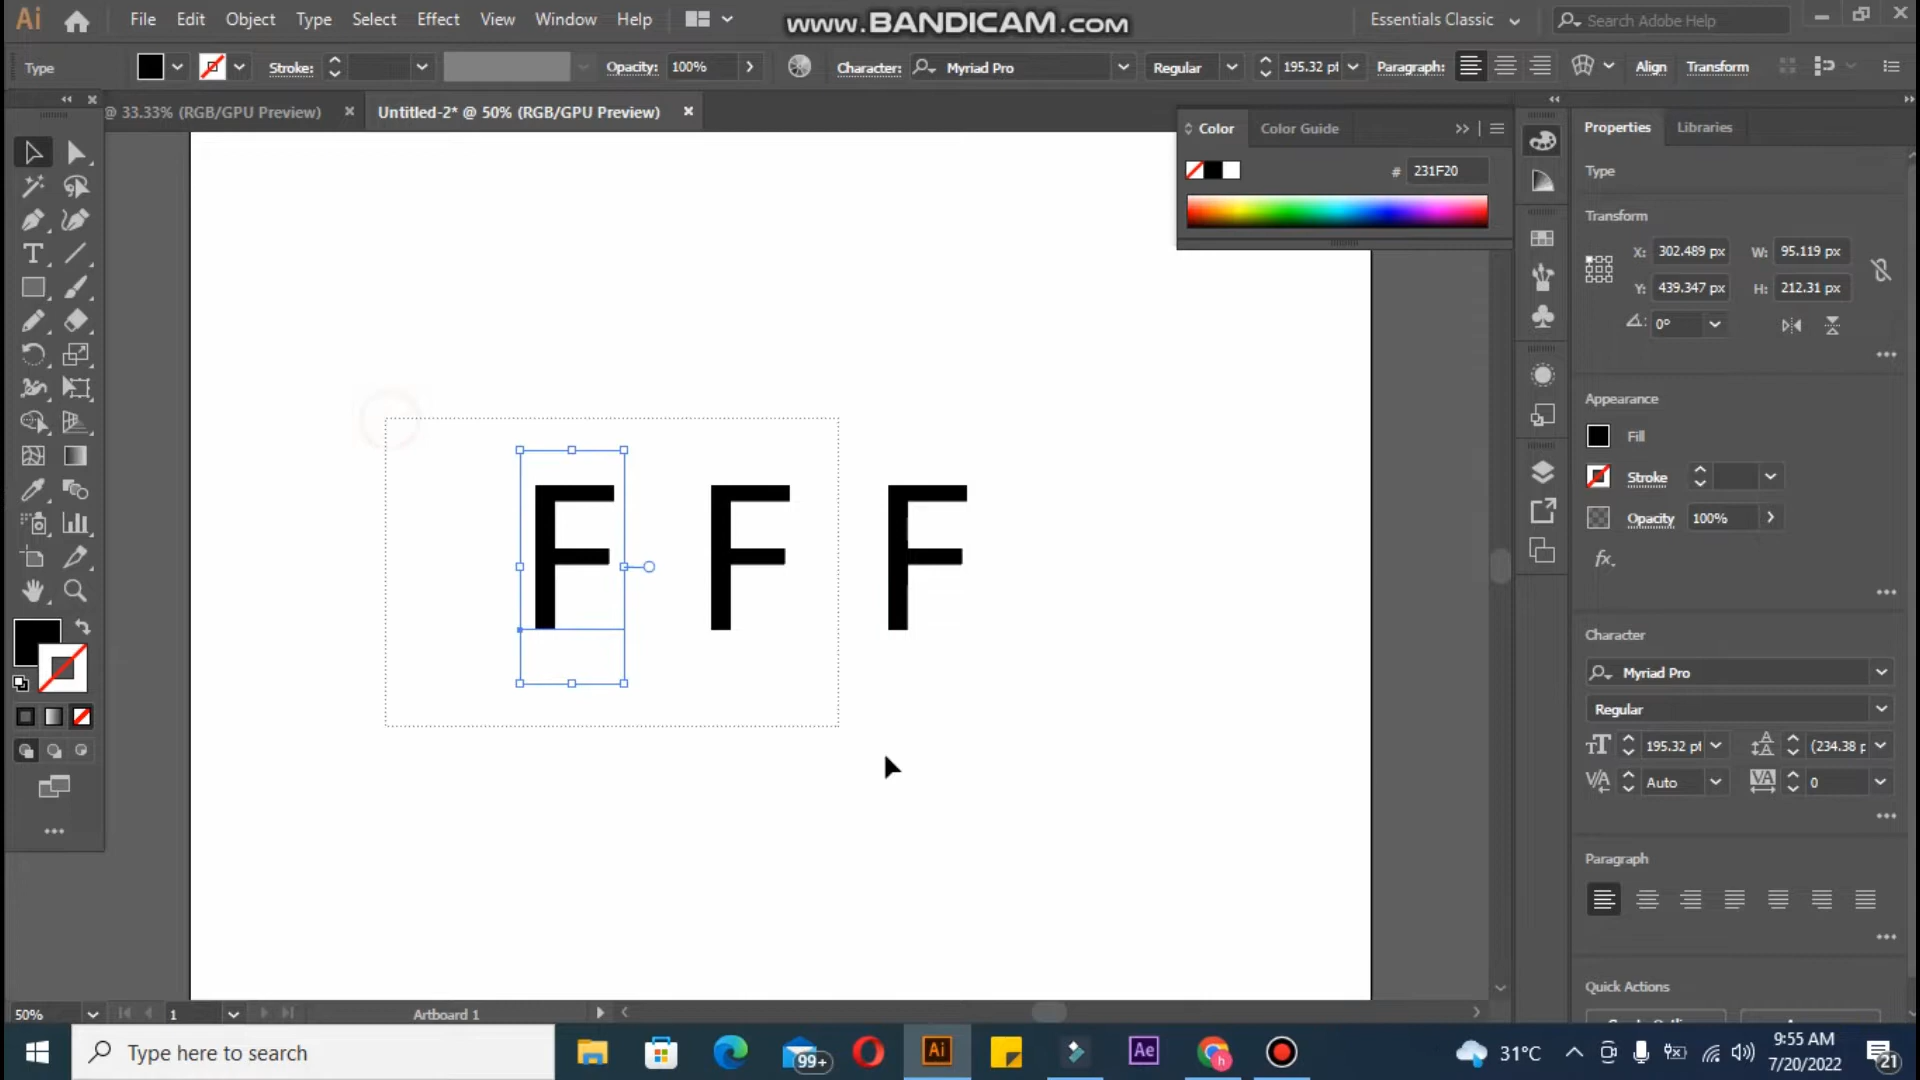 Ai File Edit Object Type Select Effect View Window Help www.BANDICAM.com Essentials Classic Search Adobe Help
Type Stroke: Opacity: 100% Character: Myriad Pro Regular 195.32 pt Paragraph: Align Transform
@ 33.33% (RGB/GPU Preview) Untitled-2* @ 50% (RGB/GPU Preview)
Color Color Guide
# 231F20
Properties Libraries
Type
Transform
X: 302.489 px W: 95.119 px
Y: 439.347 px H: 212.31 px
0°
Appearance
Fill
Stroke
Opacity 100%
fx.
Character
Myriad Pro
Regular
195.32 pt (234.38 p
Auto 0
Paragraph
Quick Actions
F F F
50% 1 Artboard 1
Type here to search 99+ Ai Ae h 31°C 9:55 AM
7/20/2022 21